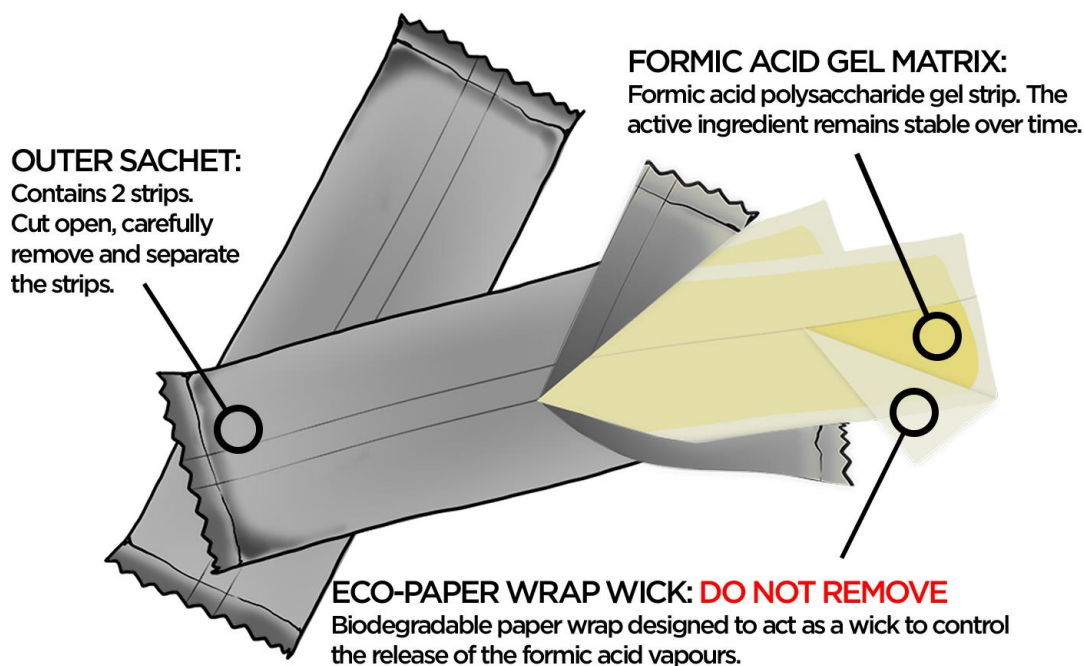 FORMIC ACID GEL MATRIX:
Formic acid polysaccharide gel strip. The
active ingredient remains stable over time.
OUTER SACHET:
Contains 2 strips.
Cut open, carefully
remove and separate
the strips.
ECO-PAPER WRAP WICK: DO NOT REMOVE
Biodegradable paper wrap designed to act as a wick to control
the release of the formic acid vapours.